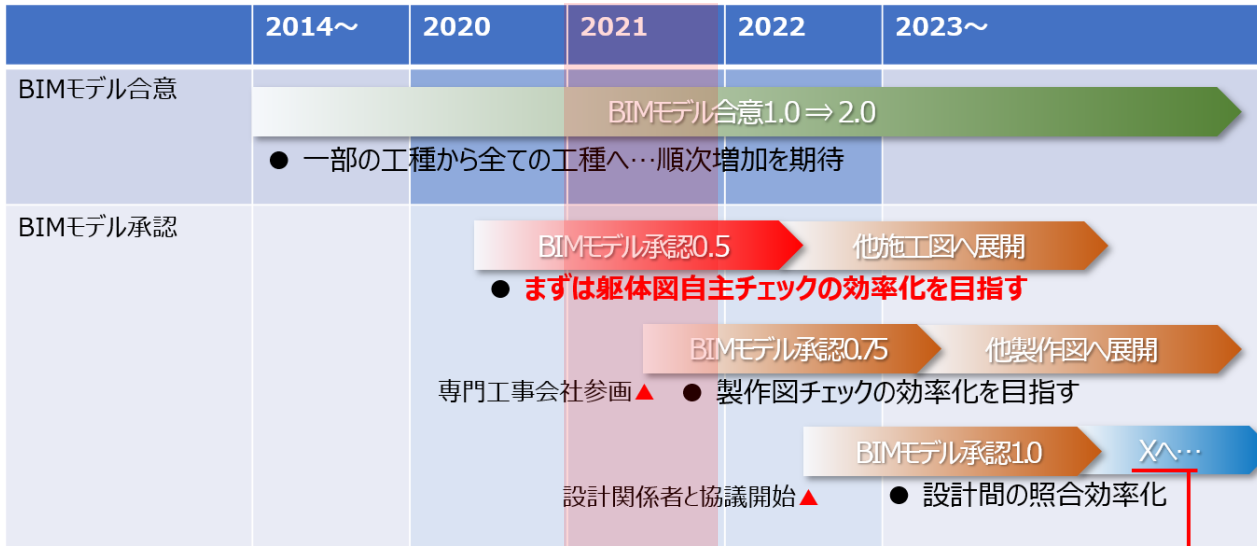 2014～ 2020 2021 2022 2023～
BIMモデル合意
BIMモデル合意1.0 ⇒ 2.0
● 一部の工種から全ての工種へ…順次増加を期待
BIMモデル承認
BIMモデル承認0.5 他施工図へ展開
● まずは躯体図自主チェックの効率化を目指す
BIMモデル承認0.75 他製作図へ展開
専門工事会社参画▲ ● 製作図チェックの効率化を目指す
BIMモデル承認1.0 Xへ…
設計関係者と協議開始▲ ● 設計間の照合効率化